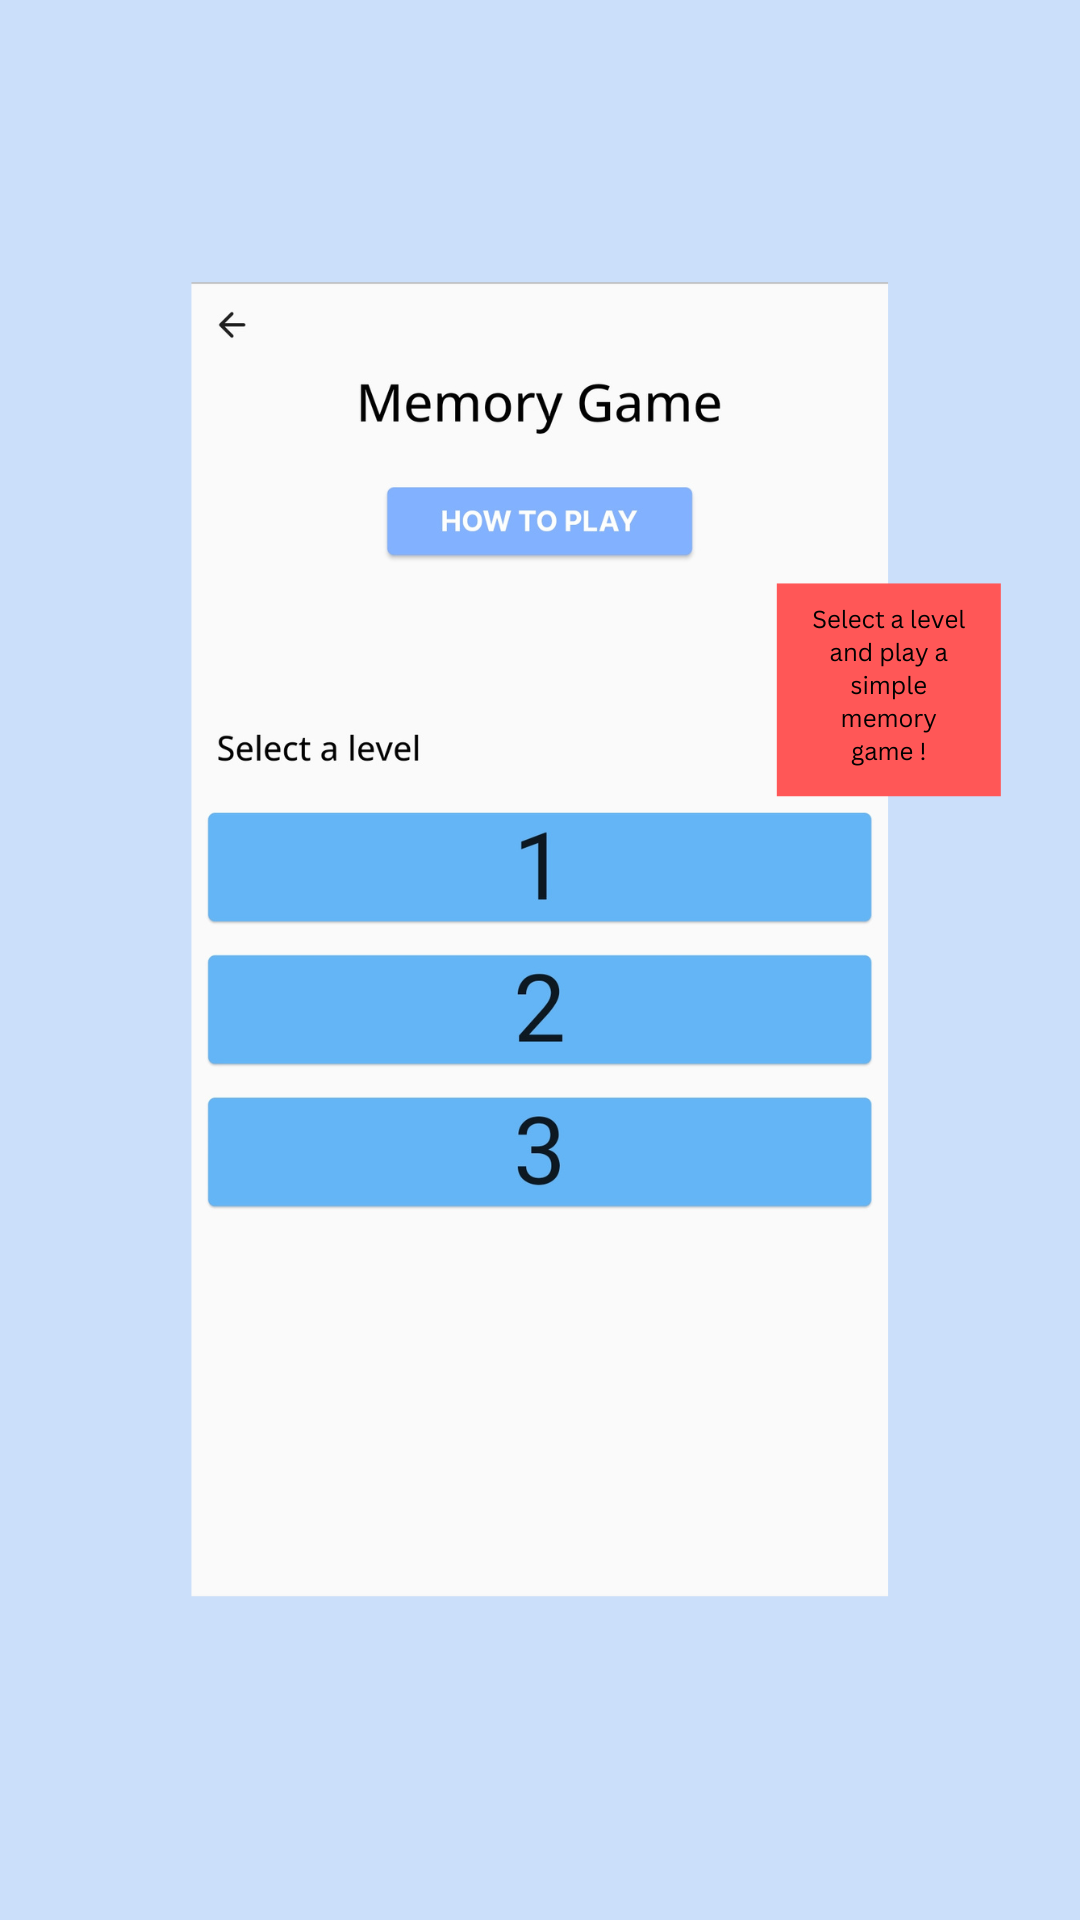 Memory Game
HOW TO PLAY
Select a level
and play a
simple
memory
game !
Select a level
1
2
3